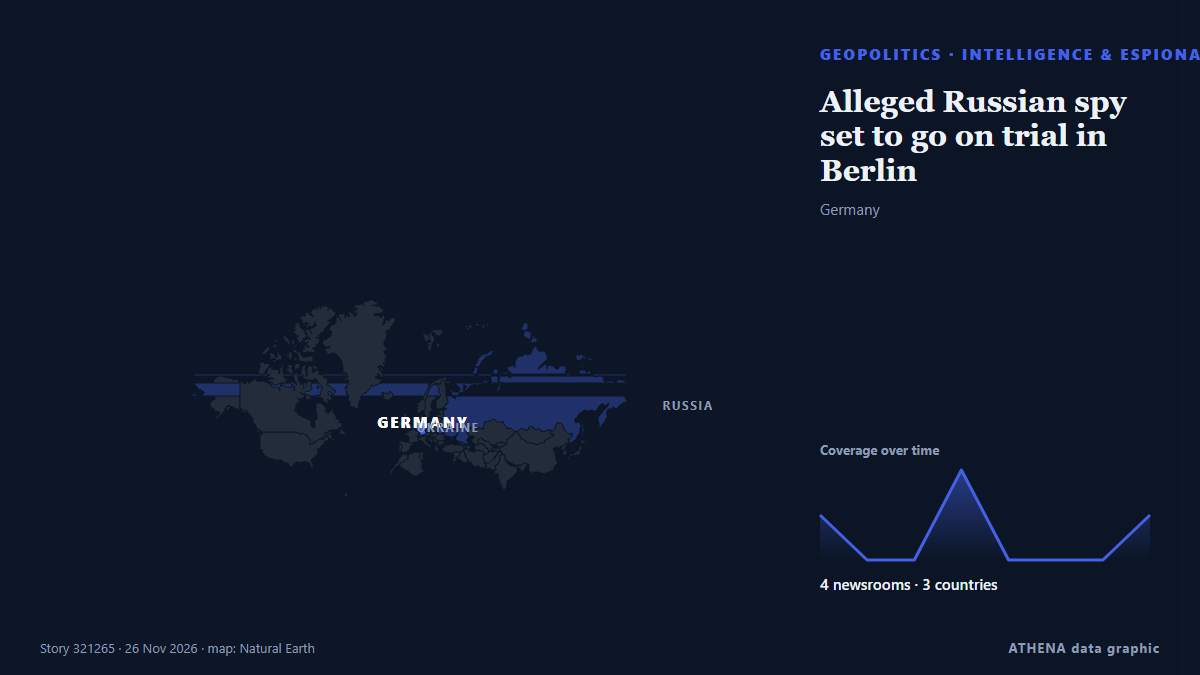 GEOPOLITICS · INTELLIGENCE & ESPIONA
Alleged Russian spy
set to go on trial in
Berlin
Germany
RUSSIA
GERMANY
UKRAINE
Coverage over time
4 newsrooms · 3 countries
Story 321265 · 26 Nov 2026 · map: Natural Earth
ATHENA data graphic